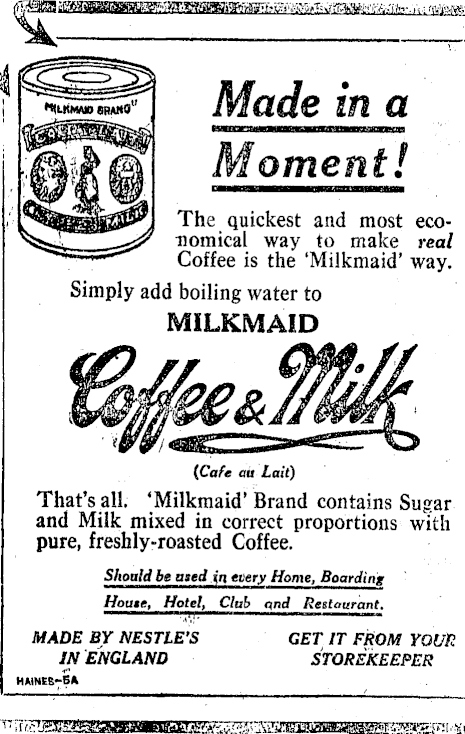 "MILKMAID BRAND"
Made in a
Moment!
The quickest and most eco-
nomical way to make real
Coffee is the 'Milkmaid' way.
Simply add boiling water to
MILKMAID
Coffee & Milk
(Cafe au Lait)
That's all. 'Milkmaid' Brand contains Sugar
and Milk mixed in correct proportions with
pure, freshly-roasted Coffee.
Should be used in every Home, Boarding
House, Hotel, Club and Restaurant.
MADE BY NESTLE'S
IN ENGLAND
GET IT FROM YOUR
STOREKEEPER
HAINES-5A